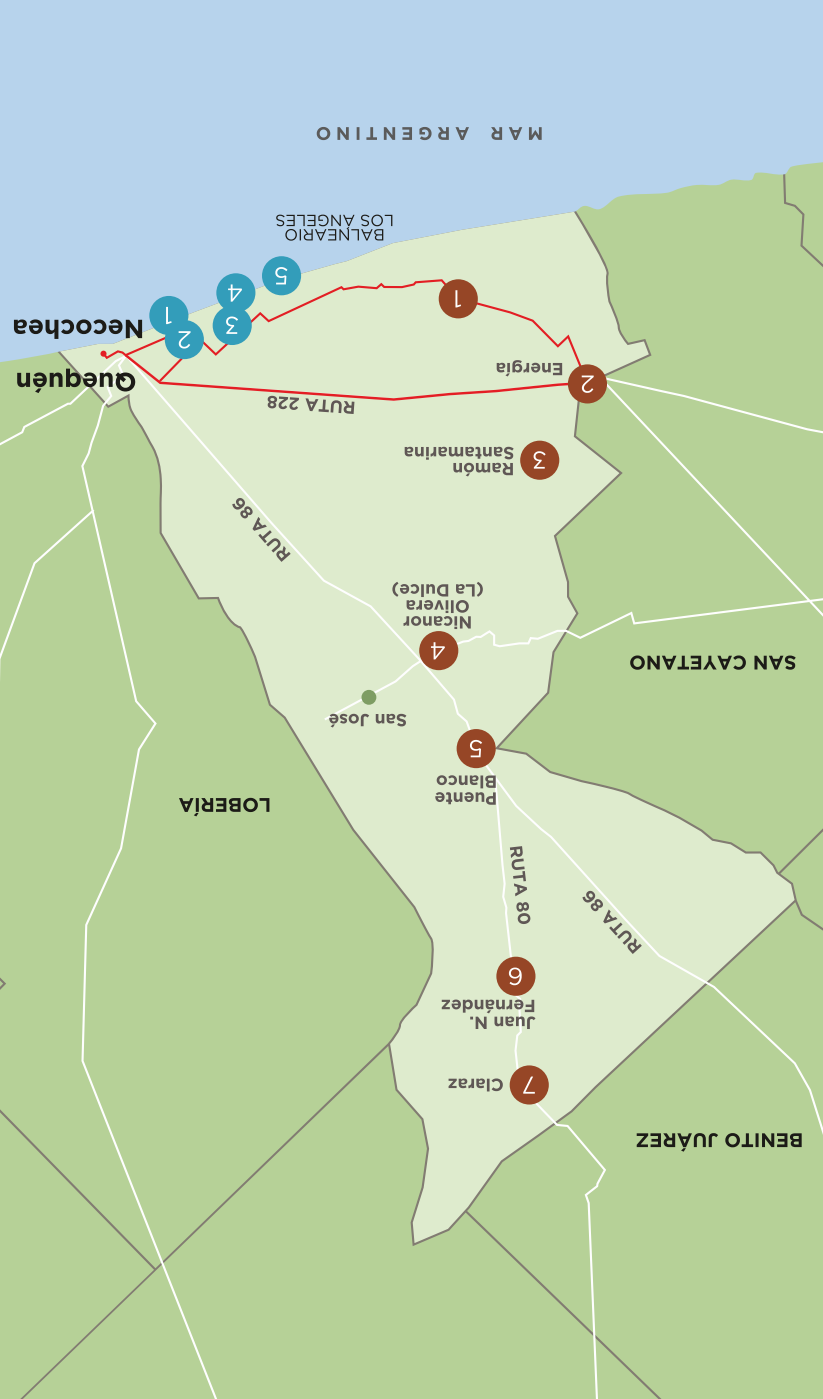 BENITO JUÁREZ
7
Claraz
Juan N.
Fernández
6
RUTA 86
RUTA 80
LOBERÍA
Puente
Blanco
5
San José
SAN CAYETANO
4
Nicanor
Olivera
(La Dulce)
RUTA 86
Ramón
Santamarina
3
RUTA 228
2
Energía
Quequén
Necochea
1
2
3
4
5
1
BALNEARIO
LOS ANGELES
MAR ARGENTINO